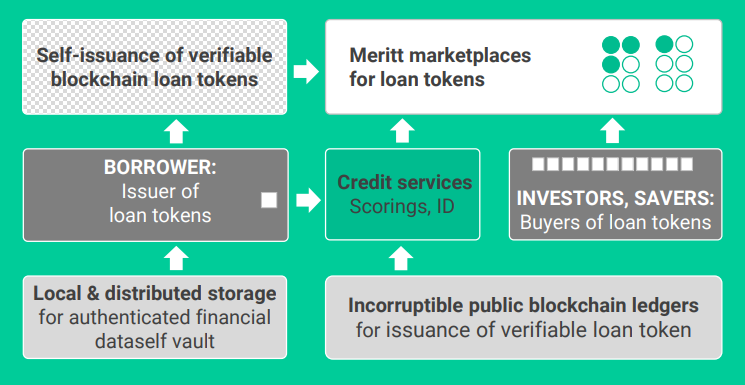 Self-issuance of verifiable
blockchain loan tokens
Meritt marketplaces
for loan tokens
BORROWER:
Issuer of
loan tokens
Credit services
Scorings, ID
INVESTORS, SAVERS:
Buyers of loan tokens
Local & distributed storage
for authenticated financial
dataself vault
Incorruptible public blockchain ledgers
for issuance of verifiable loan token